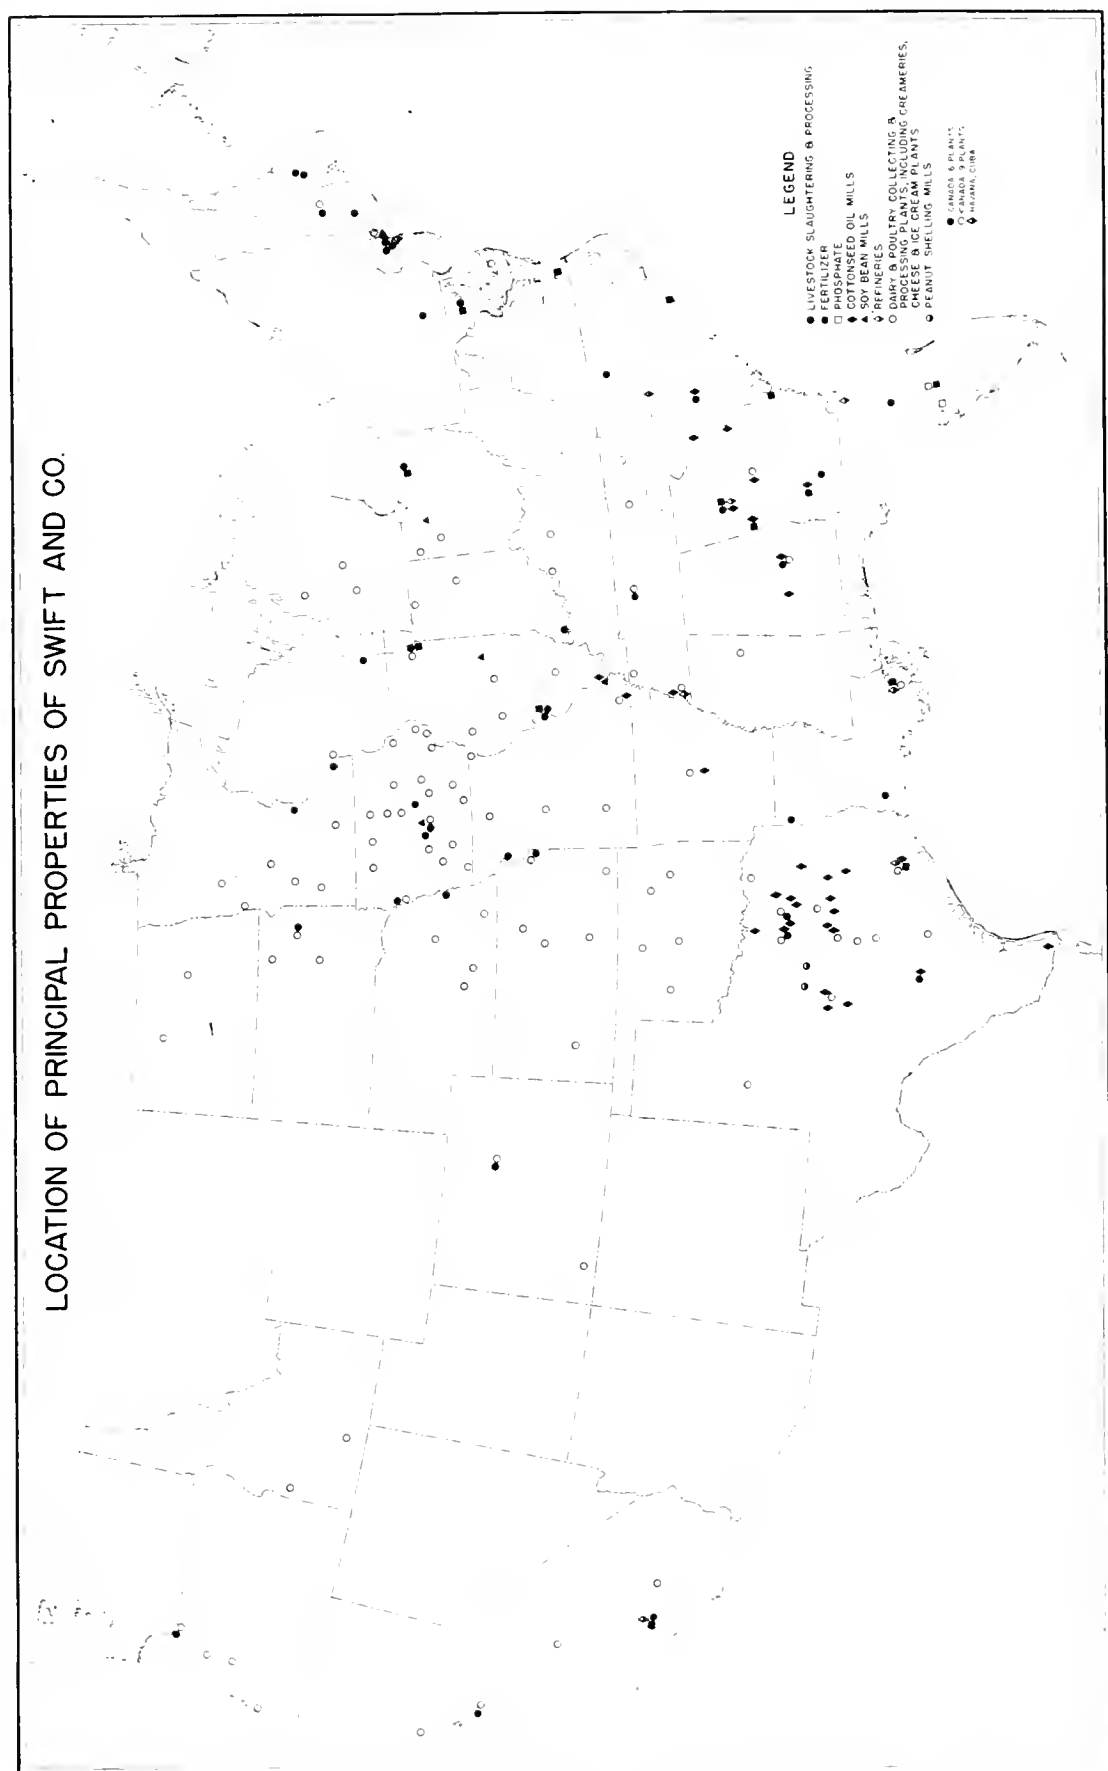 LOCATION OF PRINCIPAL PROPERTIES OF SWIFT AND CO.
LEGEND
LIVESTOCK SLAUGHTERING & PROCESSING
FERTILIZER
PHOSPHATE
COTTONSEED OIL MILLS
SOY BEAN MILLS
REFINERIES
DAIRY & POULTRY COLLECTING &
PROCESSING PLANTS, INCLUDING CREAMERIES,
CHEESE & ICE CREAM PLANTS
PEANUT SHELLING MILLS
CANADA 6 PLANTS
CANADA 9 PLANTS
HAVANA, CUBA